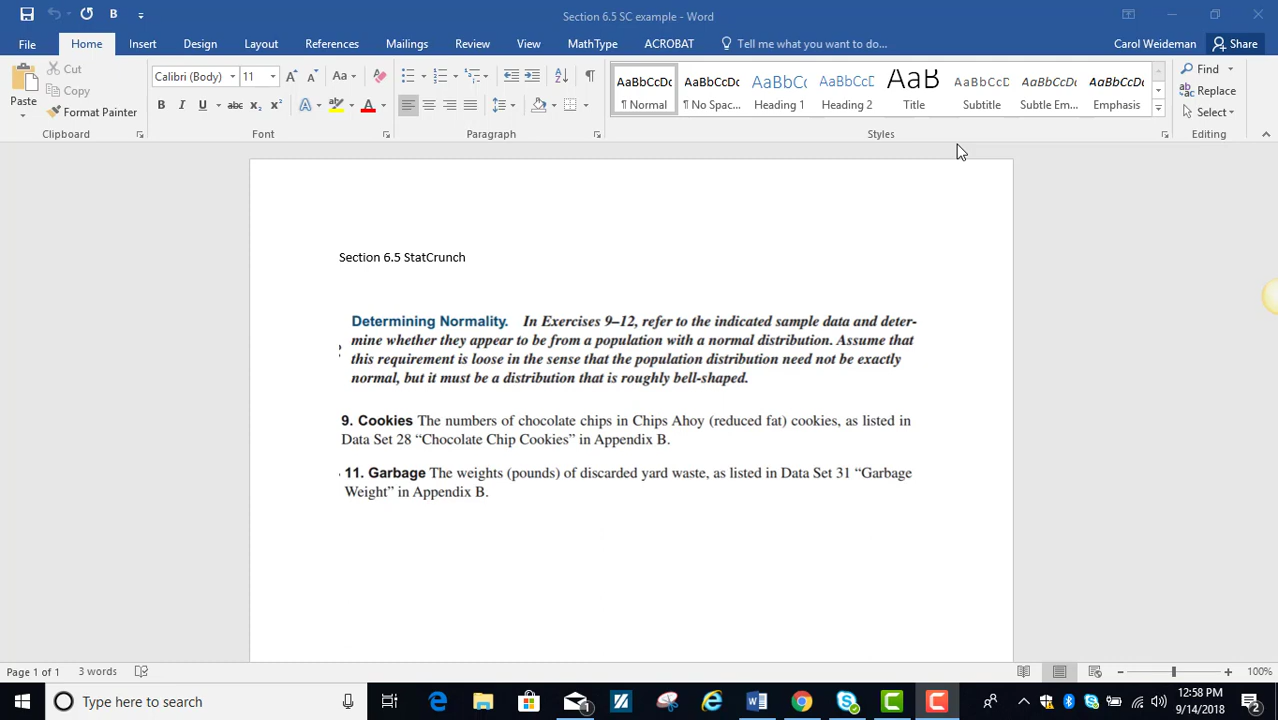 Section 6.5 SC example - Word
File Home Insert Design Layout References Mailings Review View MathType ACROBAT Tell me what you want to do... Carol Weideman Share
Paste Cut Copy Format Painter
Calibri (Body) 11
AaBbCcDc AaBbCcDc AaBbCc AaBbCcD AaB AaBbCcD AaBbCcDc AaBbCcDc
¶ Normal ¶ No Spac... Heading 1 Heading 2 Title Subtitle Subtle Em... Emphasis
Find Replace Select
Clipboard Font Paragraph Styles Editing
Section 6.5 StatCrunch
Determining Normality. In Exercises 9–12, refer to the indicated sample data and deter-
mine whether they appear to be from a population with a normal distribution. Assume that
this requirement is loose in the sense that the population distribution need not be exactly
normal, but it must be a distribution that is roughly bell-shaped.
9. Cookies The numbers of chocolate chips in Chips Ahoy (reduced fat) cookies, as listed in
Data Set 28 “Chocolate Chip Cookies” in Appendix B.
11. Garbage The weights (pounds) of discarded yard waste, as listed in Data Set 31 “Garbage
Weight” in Appendix B.
Page 1 of 1 3 words 100%
Type here to search 12:58 PM
9/14/2018